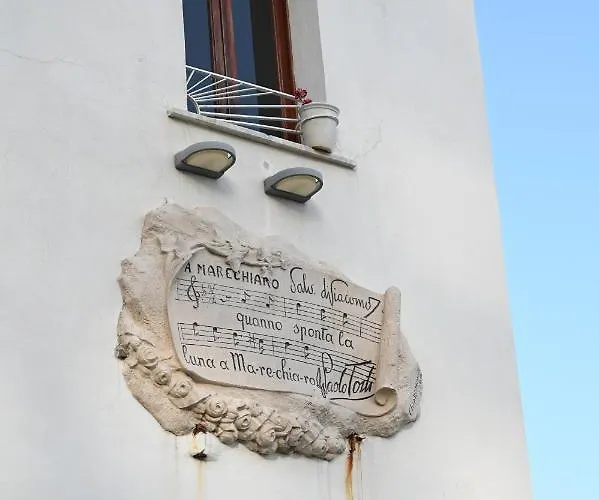 A MARECHIARO Salv. di Giacomo
quanno sponta la
luna a Ma-re-chia-ro Paolo Tosti